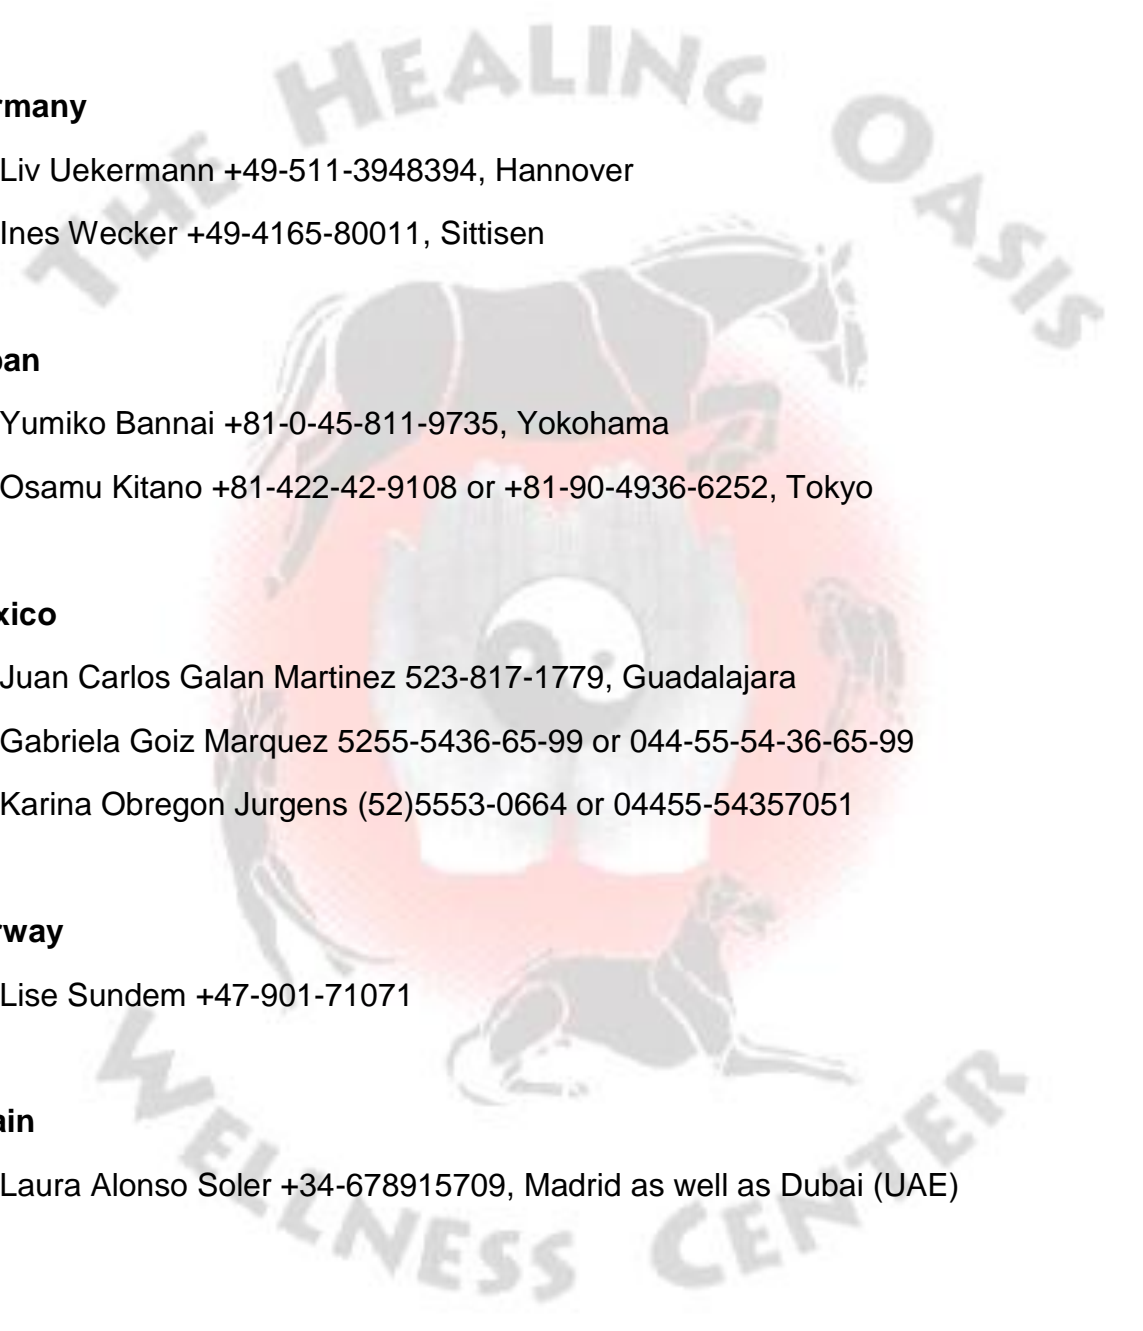 THE HEALING OASIS
rmany
Liv Uekermann +49-511-3948394, Hannover
Ines Wecker +49-4165-80011, Sittisen
pan
Yumiko Bannai +81-0-45-811-9735, Yokohama
Osamu Kitano +81-422-42-9108 or +81-90-4936-6252, Tokyo
xico
Juan Carlos Galan Martinez 523-817-1779, Guadalajara
Gabriela Goiz Marquez 5255-5436-65-99 or 044-55-54-36-65-99
Karina Obregon Jurgens (52)5553-0664 or 04455-54357051
rway
Lise Sundem +47-901-71071
ain
Laura Alonso Soler +34-678915709, Madrid as well as Dubai (UAE)
WELLNESS CENTER